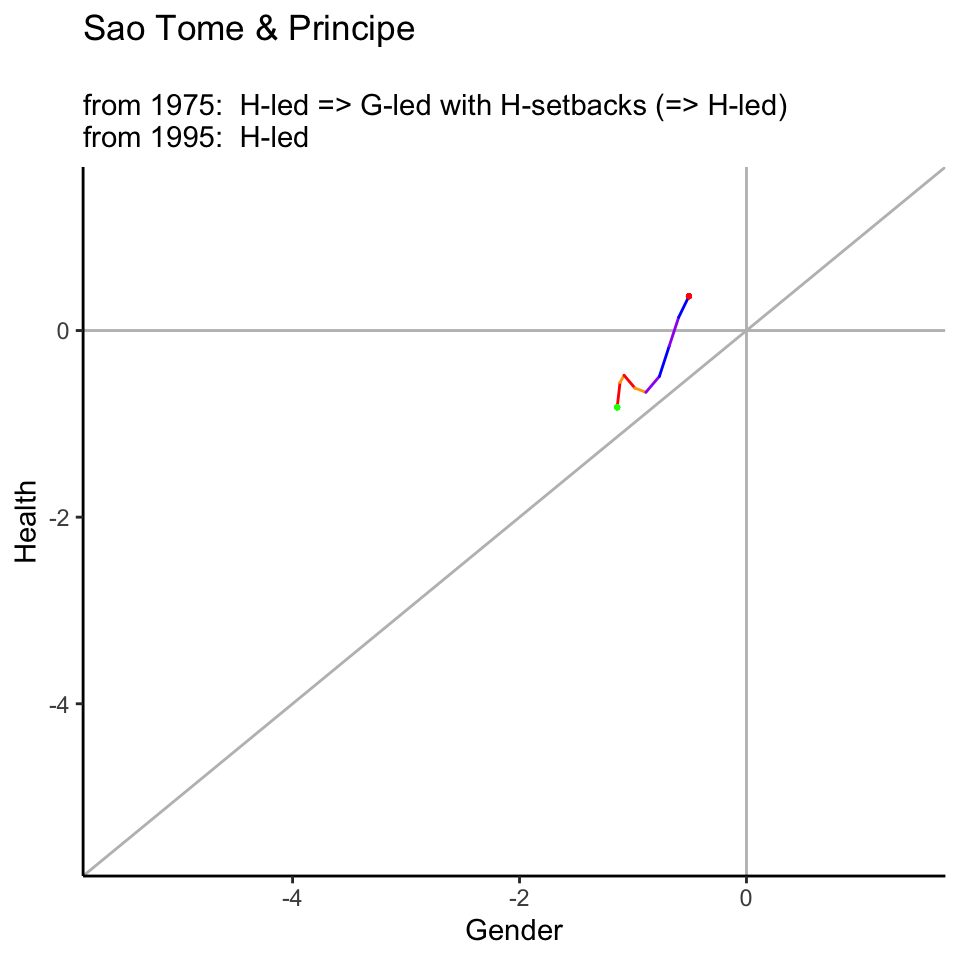 Sao Tome & Principe
from 1975:  H-led => G-led with H-setbacks (=> H-led)
from 1995:  H-led
Health
0
-2
-4
-4
-2
0
Gender